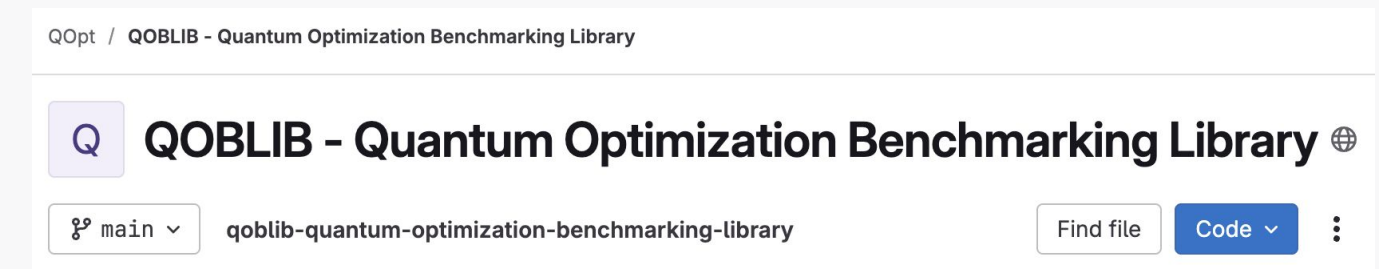 QOpt / QOBLIB - Quantum Optimization Benchmarking Library
Q QOBLIB - Quantum Optimization Benchmarking Library
main qoblib-quantum-optimization-benchmarking-library Find file Code